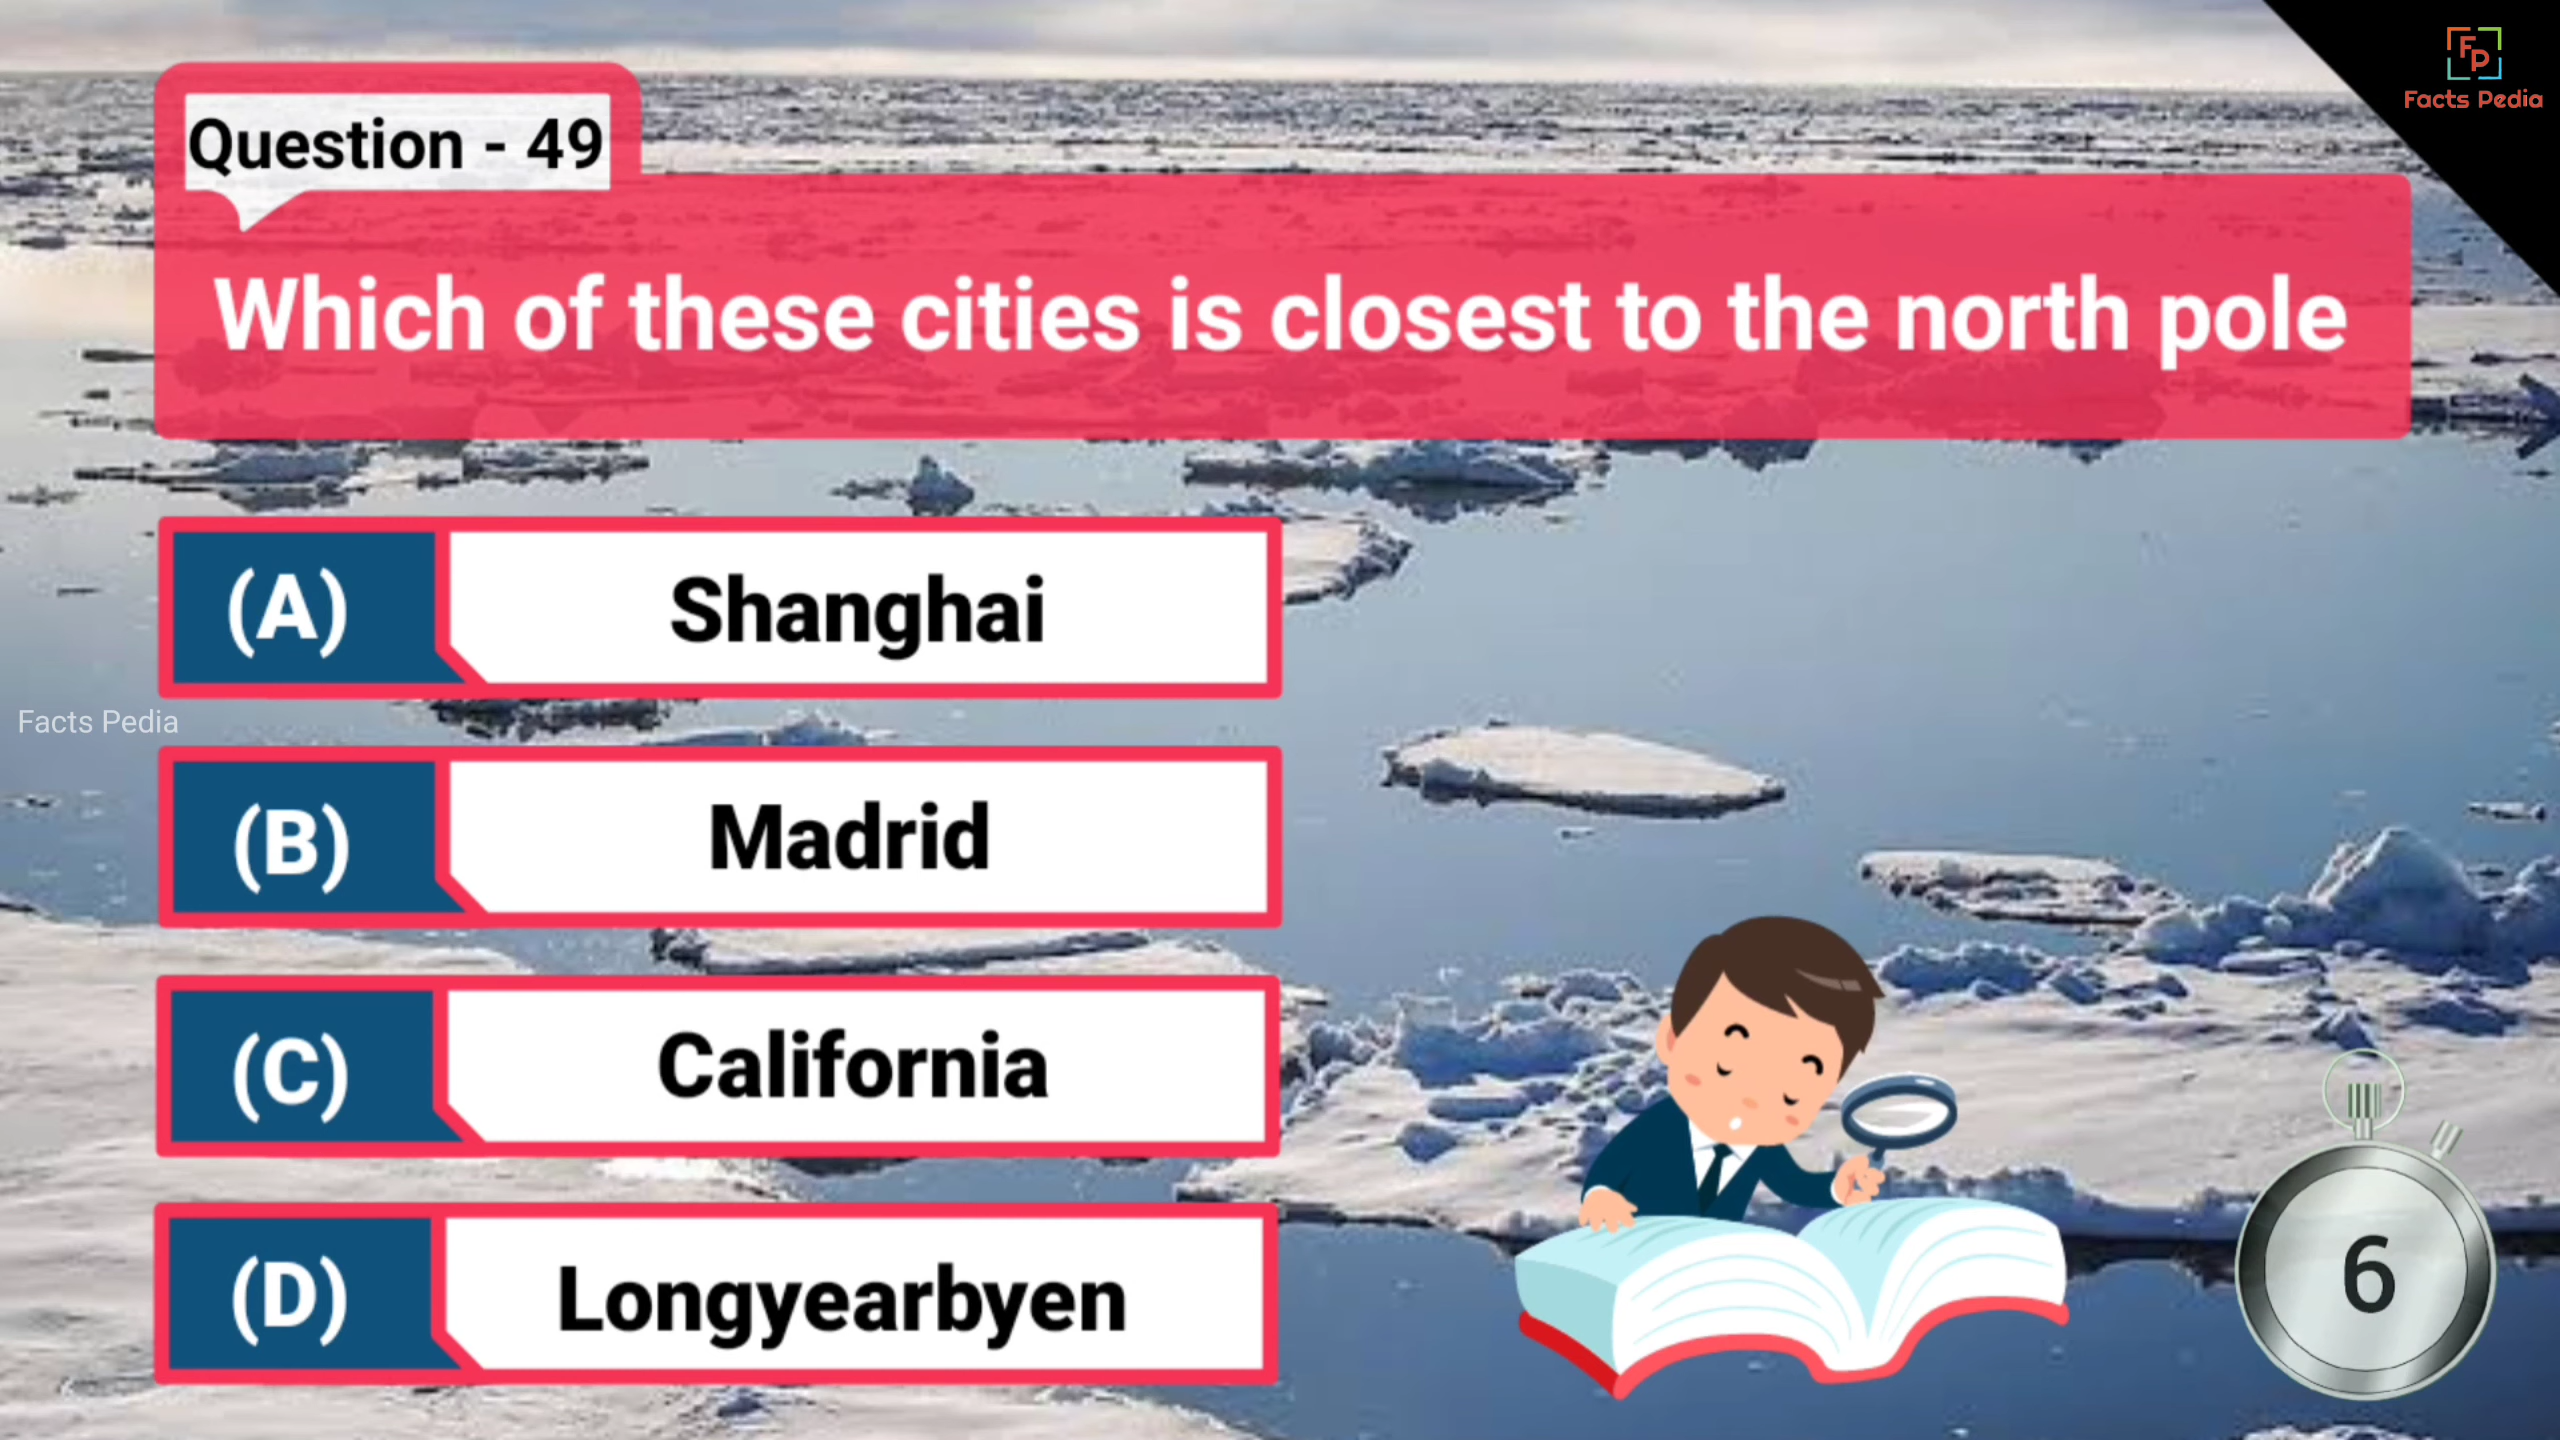 FP
Facts Pedia
Question - 49
Which of these cities is closest to the north pole
(A) Shanghai
Facts Pedia
(B) Madrid
(C) California
(D) Longyearbyen
6